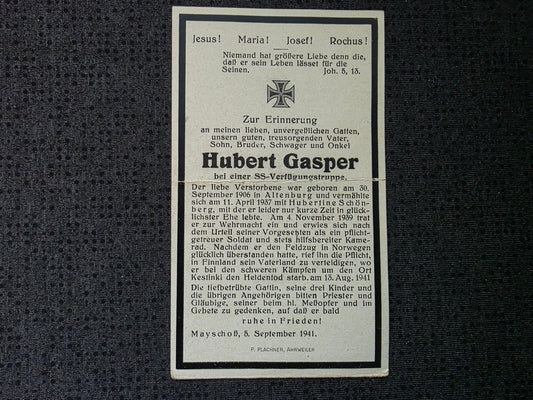 Jesus! Maria! Josef! Rochus!
Niemand hat größere Liebe denn die,
daß er sein Leben lässet für die
Seinen. Joh. 5, 13.
Zur Erinnerung
an meinen lieben, unvergeßlichen Gatten,
unsern guten, treusorgenden Vater,
Sohn, Bruder, Schwager und Onkel
Hubert Gasper
bei einer SS-Verfügungstruppe.
Der liebe Verstorbene war geboren am 30.
September 1906 in Altenburg und vermählte
sich am 11. April 1937 mit Hubertine Schön-
berg, mit der er leider nur kurze Zeit in glück-
lichster Ehe lebte. Am 4 November 1939 trat
er zur Wehrmacht ein und erwies sich nach
dem Urteil seiner Vorgesetzten als ein pflicht-
getreuer Soldat und stets hilfsbereiter Kame-
rad. Nachdem er den Feldzug in Norwegen
glücklich überstanden hatte, rief ihn die Pflicht,
in Finnland sein Vaterland zu verteidigen, wo
er bei den schweren Kämpfen um den Ort
Kestinki den Heldentod starb am 13. Aug. 1941
Die tiefbetrübte Gattin, seine drei Kinder und
die übrigen Angehörigen bitten Priester und
Gläubige, seiner beim hl. Meßopfer und im
Gebete zu gedenken, auf daß er bald
ruhe in Frieden!
Mayschoß, 5. September 1941.
P. PLACHNER, AHRWEILER